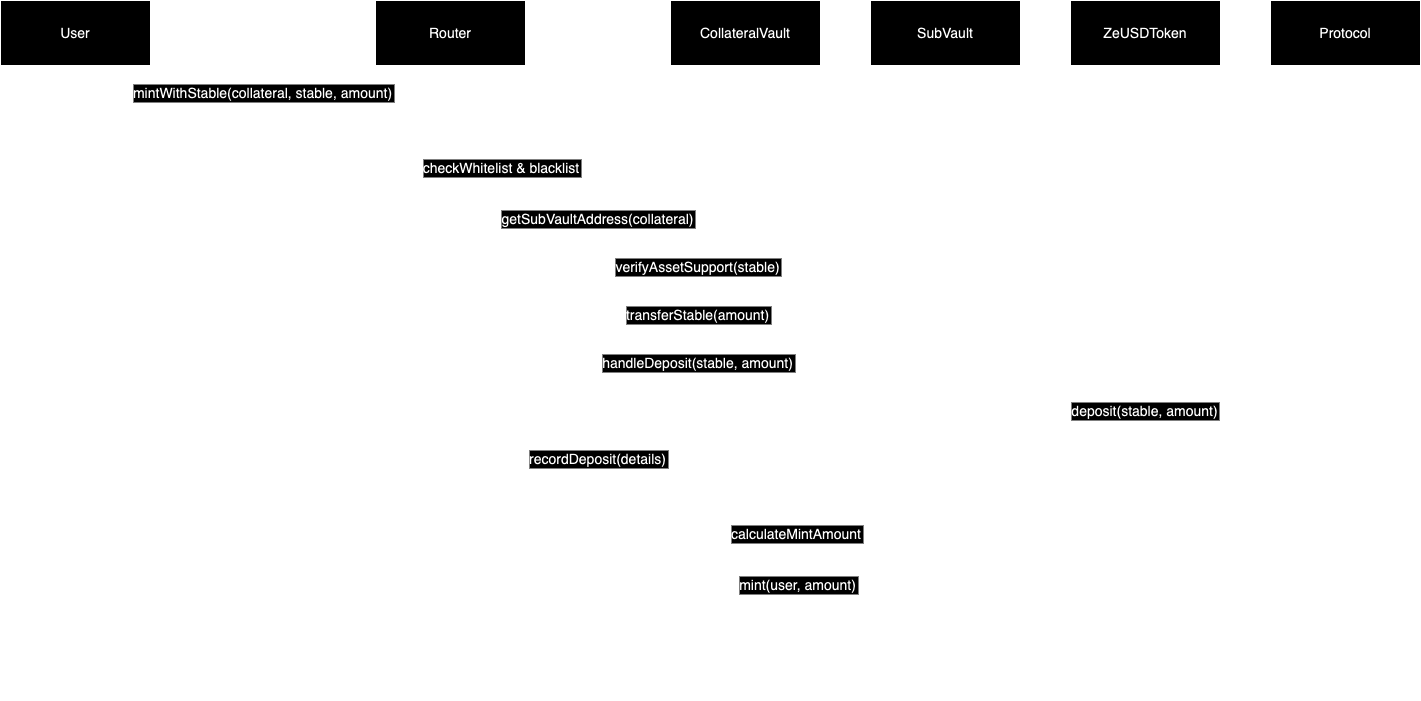 User
Router
CollateralVault
SubVault
ZeUSDToken
Protocol
mintWithStable(collateral, stable, amount)
checkWhitelist & blacklist
getSubVaultAddress(collateral)
verifyAssetSupport(stable)
transferStable(amount)
handleDeposit(stable, amount)
deposit(stable, amount)
recordDeposit(details)
calculateMintAmount
mint(user, amount)